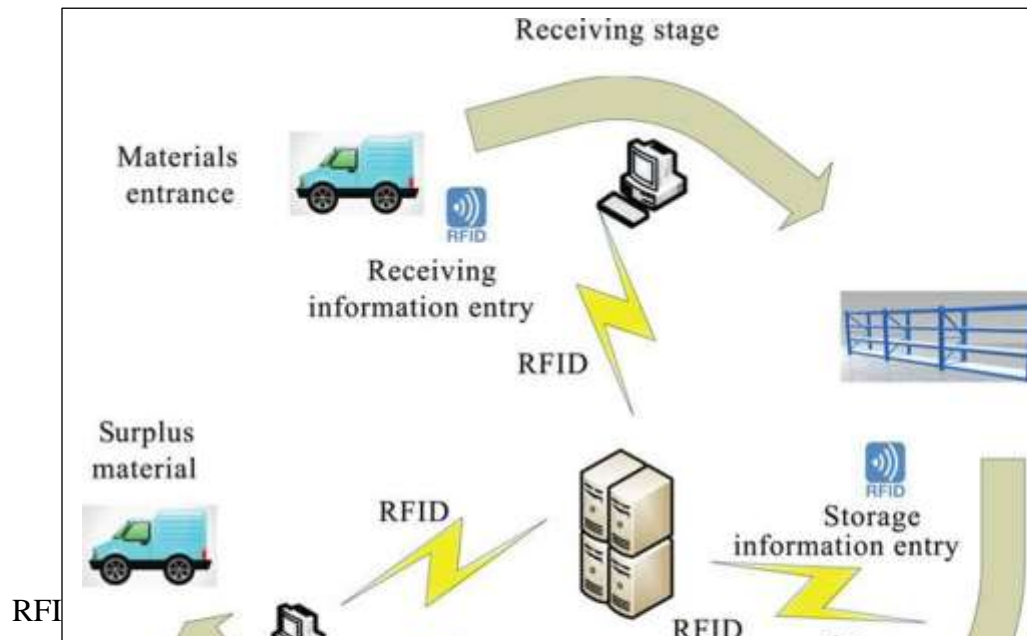 Receiving stage
Materials
entrance
RFID
Receiving
information entry
RFID
Surplus
material
RFID
RFID
Storage
information entry
RFI
RFID